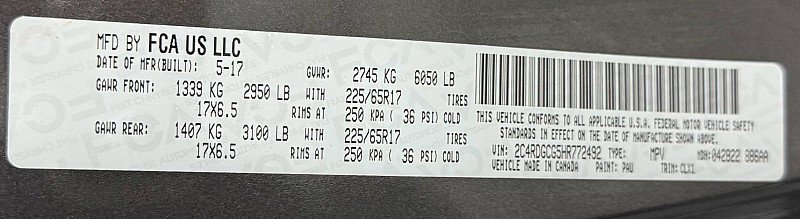 MFD BY FCA US LLC
DATE OF MFR(BUILT): 5-17 GVWR: 2745 KG 6050 LB
GAWR FRONT: 1339 KG 2950 LB WITH 225/65R17 TIRES
17X6.5 RIMS AT 250 KPA ( 36 PSI) COLD
GAWR REAR: 1407 KG 3100 LB WITH 225/65R17 TIRES
17X6.5 RIMS AT 250 KPA ( 36 PSI) COLD
THIS VEHICLE CONFORMS TO ALL APPLICABLE U.S.A. FEDERAL MOTOR VEHICLE SAFETY
STANDARDS IN EFFECT ON THE DATE OF MANUFACTURE SHOWN ABOVE.
VIN: 2C4RDGCG5HR772492 TYPE: MPV MDH:042822 886AA
VEHICLE MADE IN CANADA PAINT: PAU TRIM: CLX1